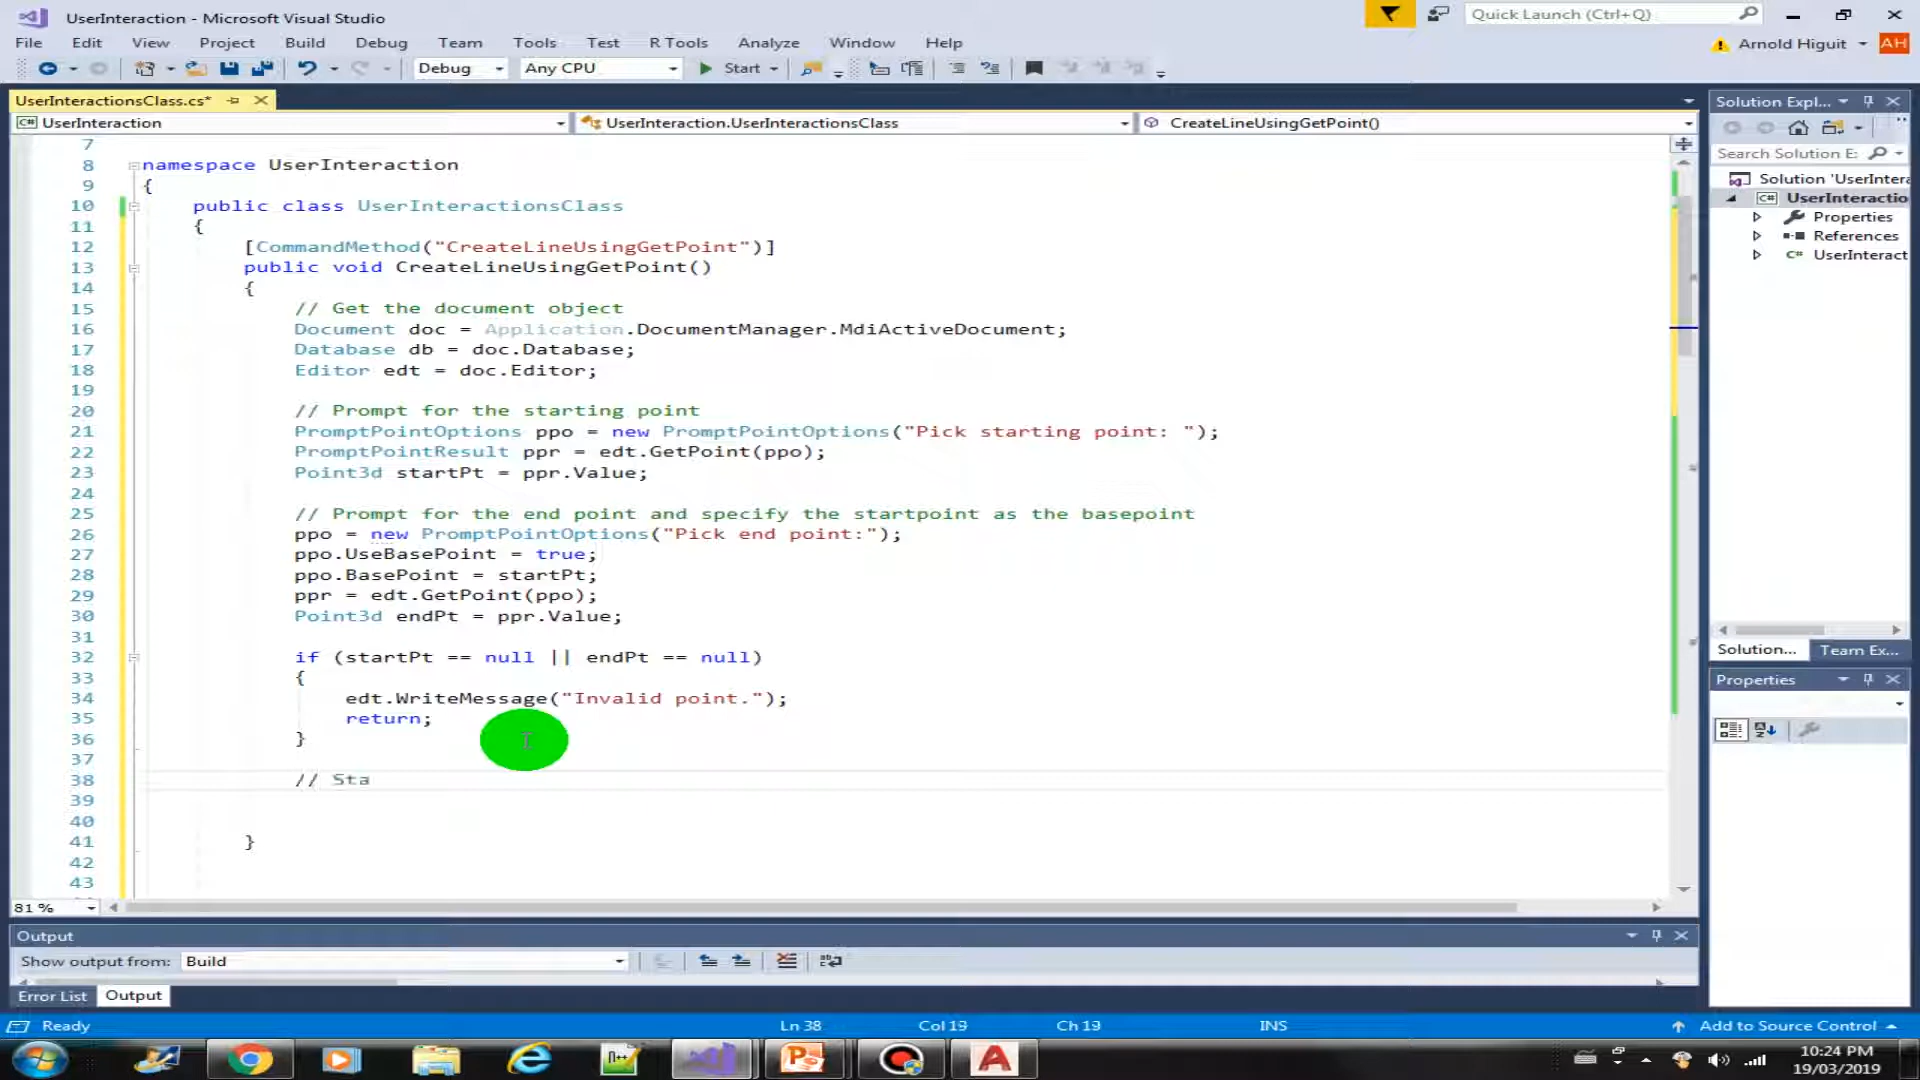 UserInteraction - Microsoft Visual Studio
Quick Launch (Ctrl+Q)
File Edit View Project Build Debug Team Tools Test R Tools Analyze Window Help
Arnold Higuit AH
Debug Any CPU Start
UserInteractionsClass.cs*
C# UserInteraction UserInteraction.UserInteractionsClass CreateLineUsingGetPoint()
7
8 namespace UserInteraction
9 {
10 public class UserInteractionsClass
11 {
12 [CommandMethod("CreateLineUsingGetPoint")]
13 public void CreateLineUsingGetPoint()
14 {
15 // Get the document object
16 Document doc = Application.DocumentManager.MdiActiveDocument;
17 Database db = doc.Database;
18 Editor edt = doc.Editor;
19
20 // Prompt for the starting point
21 PromptPointOptions ppo = new PromptPointOptions("Pick starting point: ");
22 PromptPointResult ppr = edt.GetPoint(ppo);
23 Point3d startPt = ppr.Value;
24
25 // Prompt for the end point and specify the startpoint as the basepoint
26 ppo = new PromptPointOptions("Pick end point:");
27 ppo.UseBasePoint = true;
28 ppo.BasePoint = startPt;
29 ppr = edt.GetPoint(ppo);
30 Point3d endPt = ppr.Value;
31
32 if (startPt == null || endPt == null)
33 {
34 edt.WriteMessage("Invalid point.");
35 return;
36 }
37
38 // Sta
39
40
41 }
42
43
81 %
Solution Expl...
Search Solution E:
Solution 'UserIntera
C# UserInteractio
Properties
References
C# UserInteract
Solution... Team Ex...
Properties
Output
Show output from: Build
Error List Output
Ready Ln 38 Col 19 Ch 19 INS Add to Source Control
10:24 PM
19/03/2019